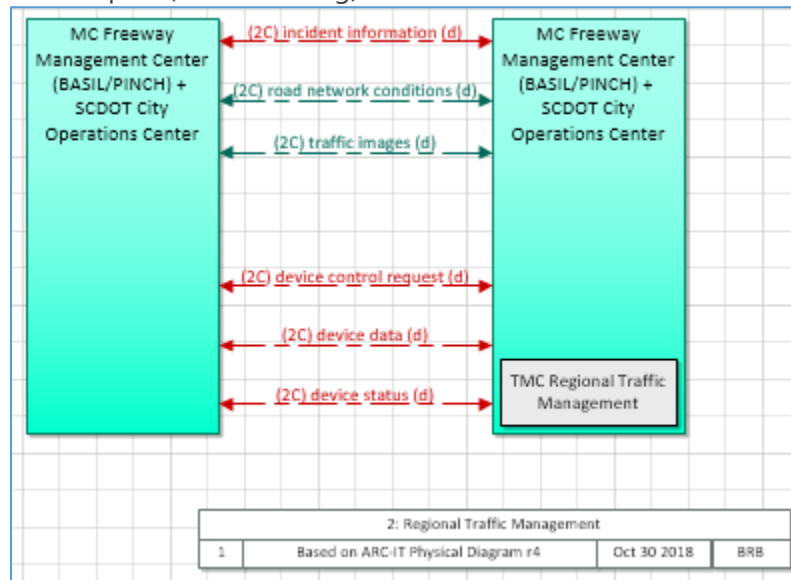 MC Freeway
Management Center
(BASIL/PINCH) +
SCDOT City
Operations Center
(2C) incident information (d)
(2C) road network conditions (d)
(2C) traffic images (d)
(2C) device control request (d)
(2C) device data (d)
(2C) device status (d)
MC Freeway
Management Center
(BASIL/PINCH) +
SCDOT City
Operations Center
TMC Regional Traffic
Management
2: Regional Traffic Management
1 Based on ARC-IT Physical Diagram r4 Oct 30 2018 BRB